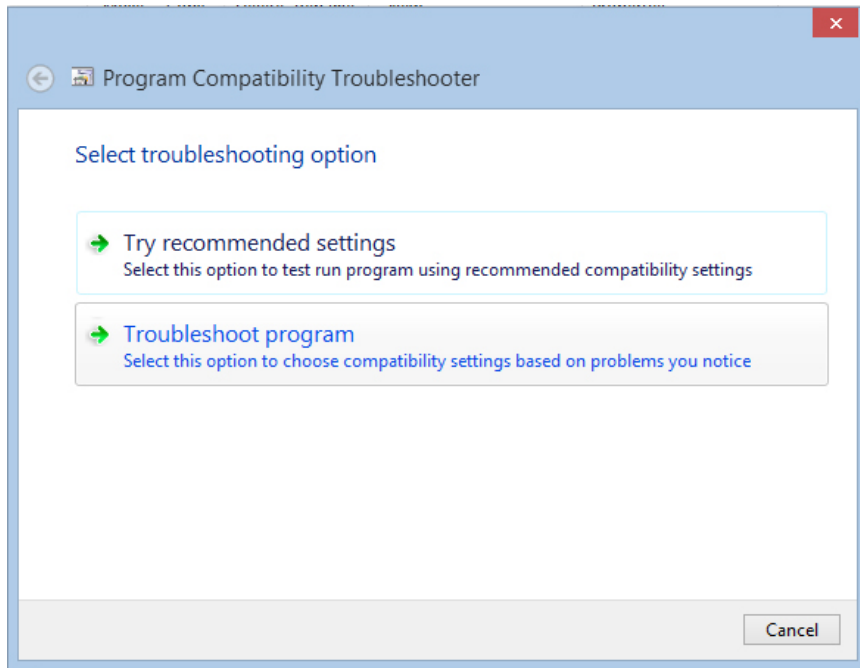 Program Compatibility Troubleshooter
Select troubleshooting option
Try recommended settings
Select this option to test run program using recommended compatibility settings
Troubleshoot program
Select this option to choose compatibility settings based on problems you notice
Cancel